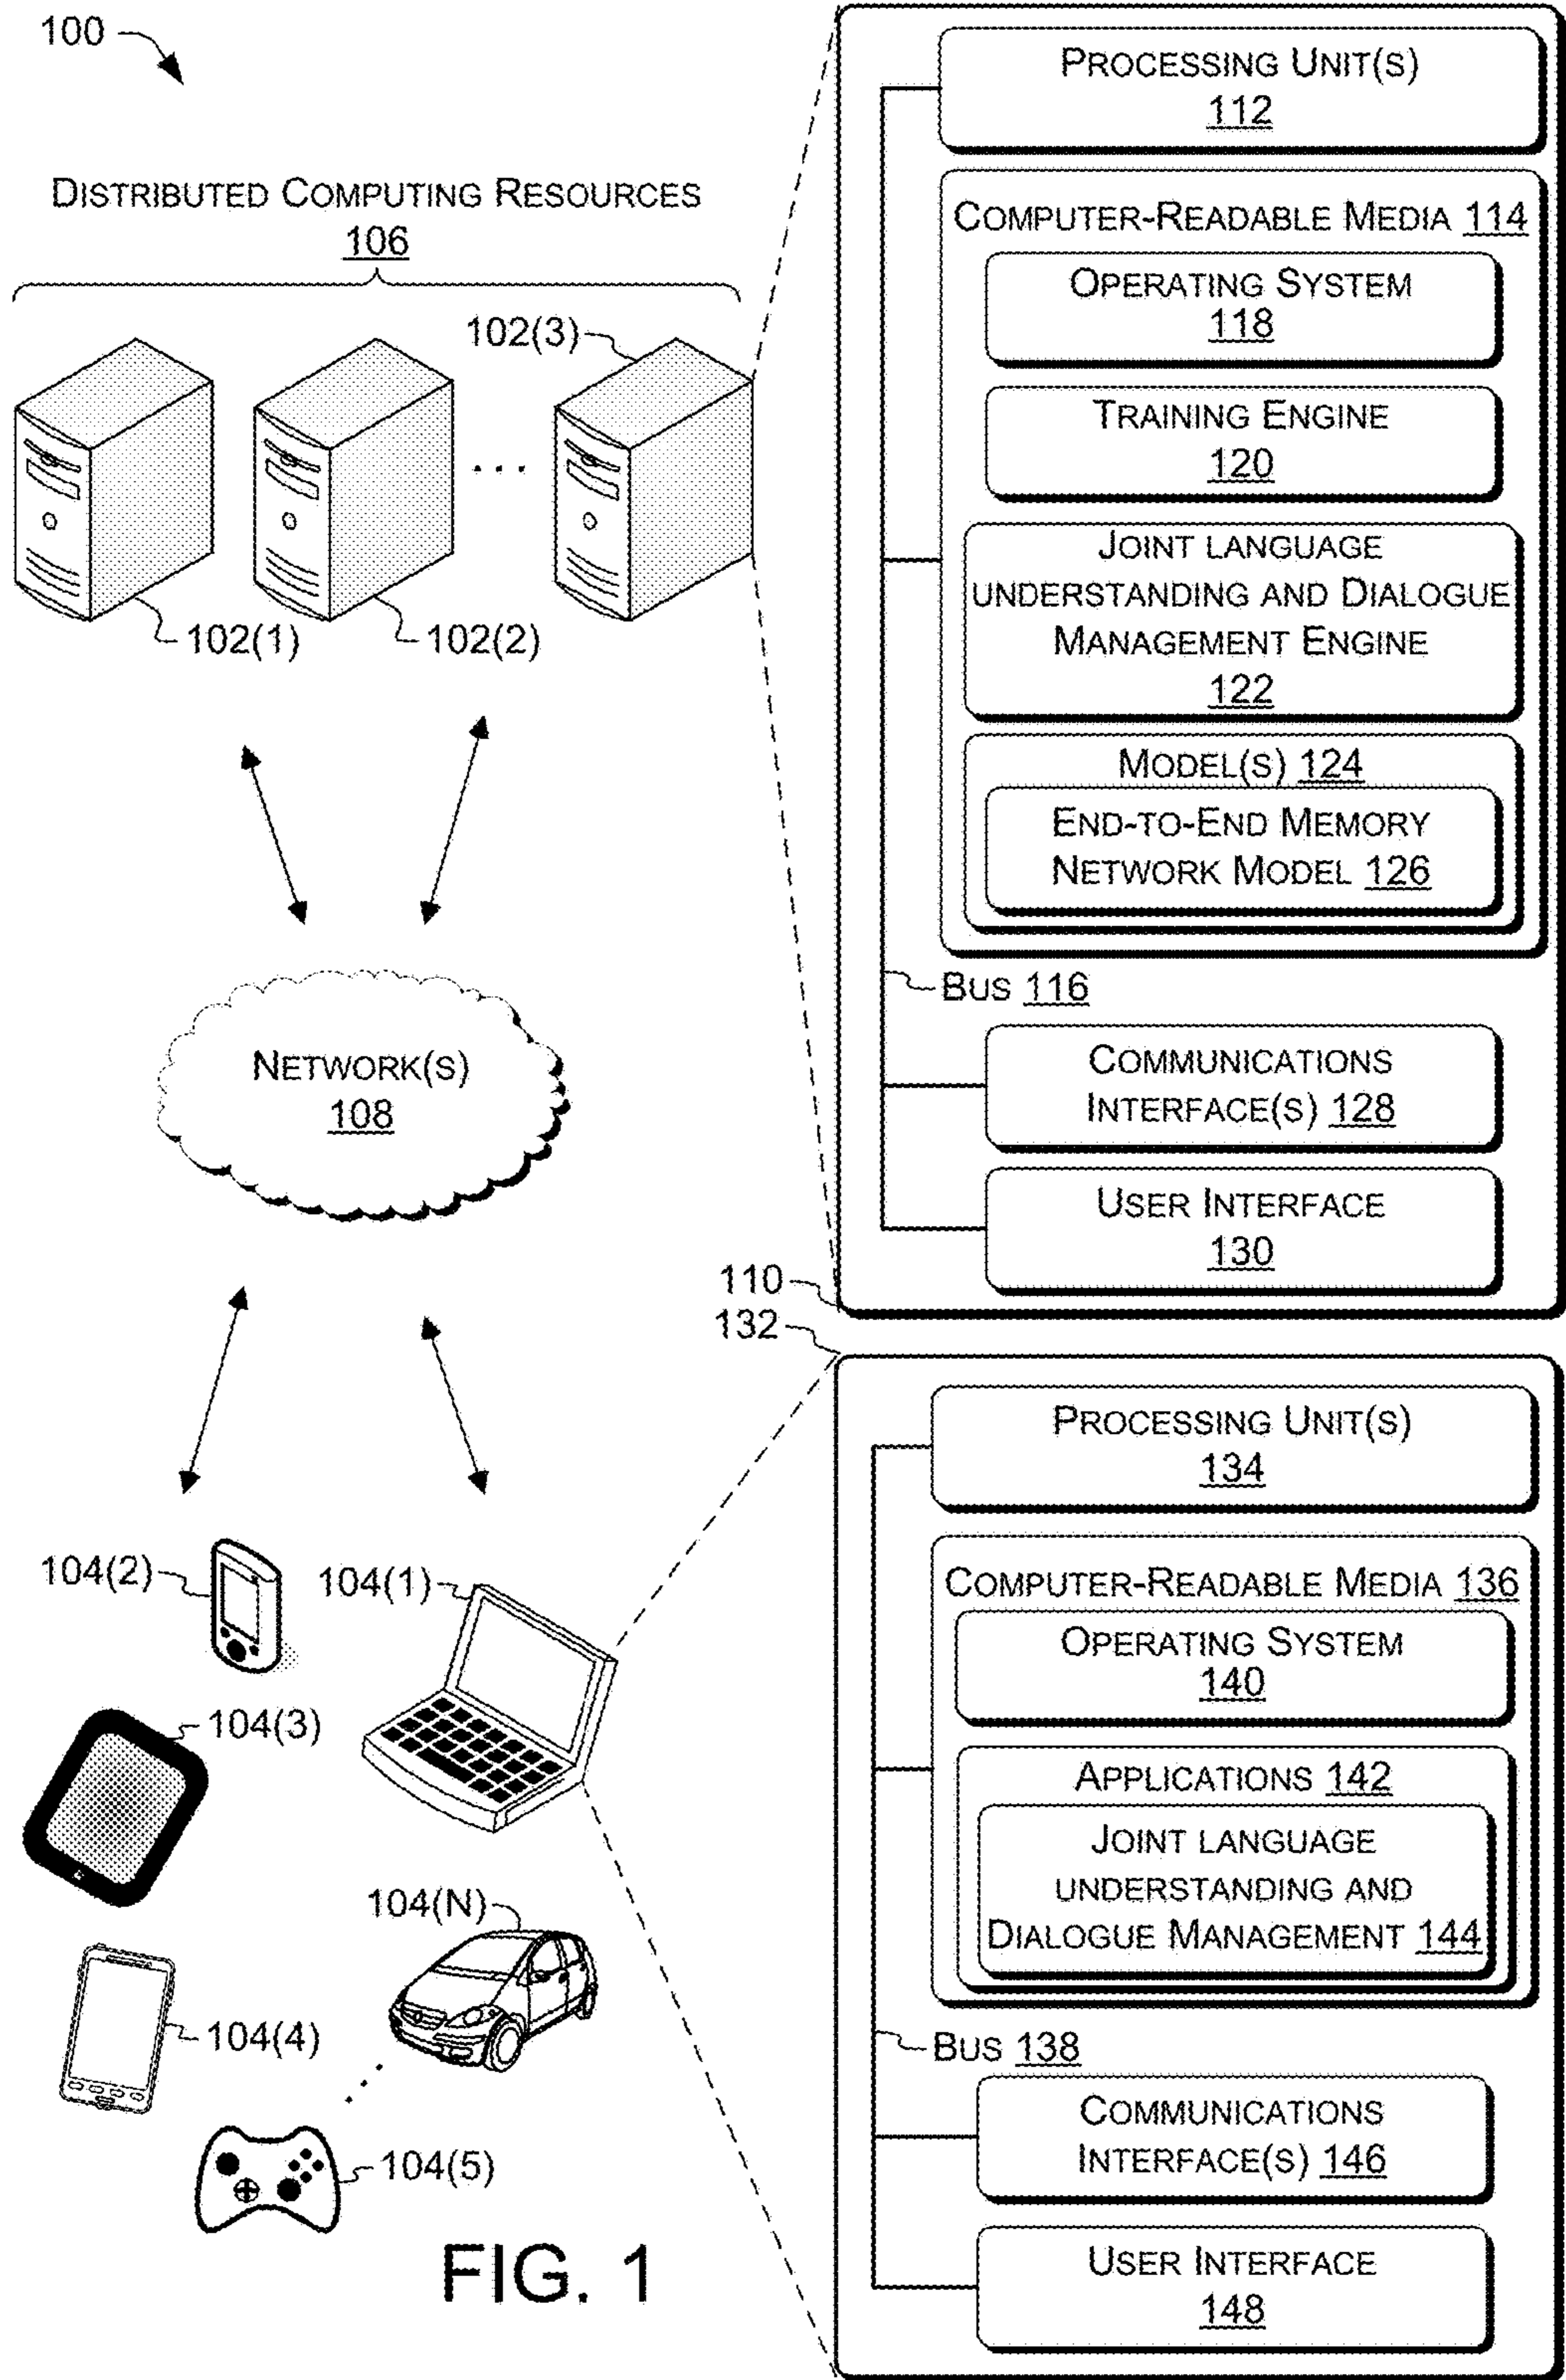 100
DISTRIBUTED COMPUTING RESOURCES
106
102(3)
102(1)
102(2)
NETWORK(S)
108
104(2)
104(1)
104(3)
104(N)
104(4)
104(5)
FIG. 1
PROCESSING UNIT(S)
112
COMPUTER-READABLE MEDIA 114
OPERATING SYSTEM
118
TRAINING ENGINE
120
JOINT LANGUAGE
UNDERSTANDING AND DIALOGUE
MANAGEMENT ENGINE
122
MODEL(S) 124
END-TO-END MEMORY
NETWORK MODEL 126
BUS 116
COMMUNICATIONS
INTERFACE(S) 128
USER INTERFACE
130
110
132
PROCESSING UNIT(S)
134
COMPUTER-READABLE MEDIA 136
OPERATING SYSTEM
140
APPLICATIONS 142
JOINT LANGUAGE
UNDERSTANDING AND
DIALOGUE MANAGEMENT 144
BUS 138
COMMUNICATIONS
INTERFACE(S) 146
USER INTERFACE
148